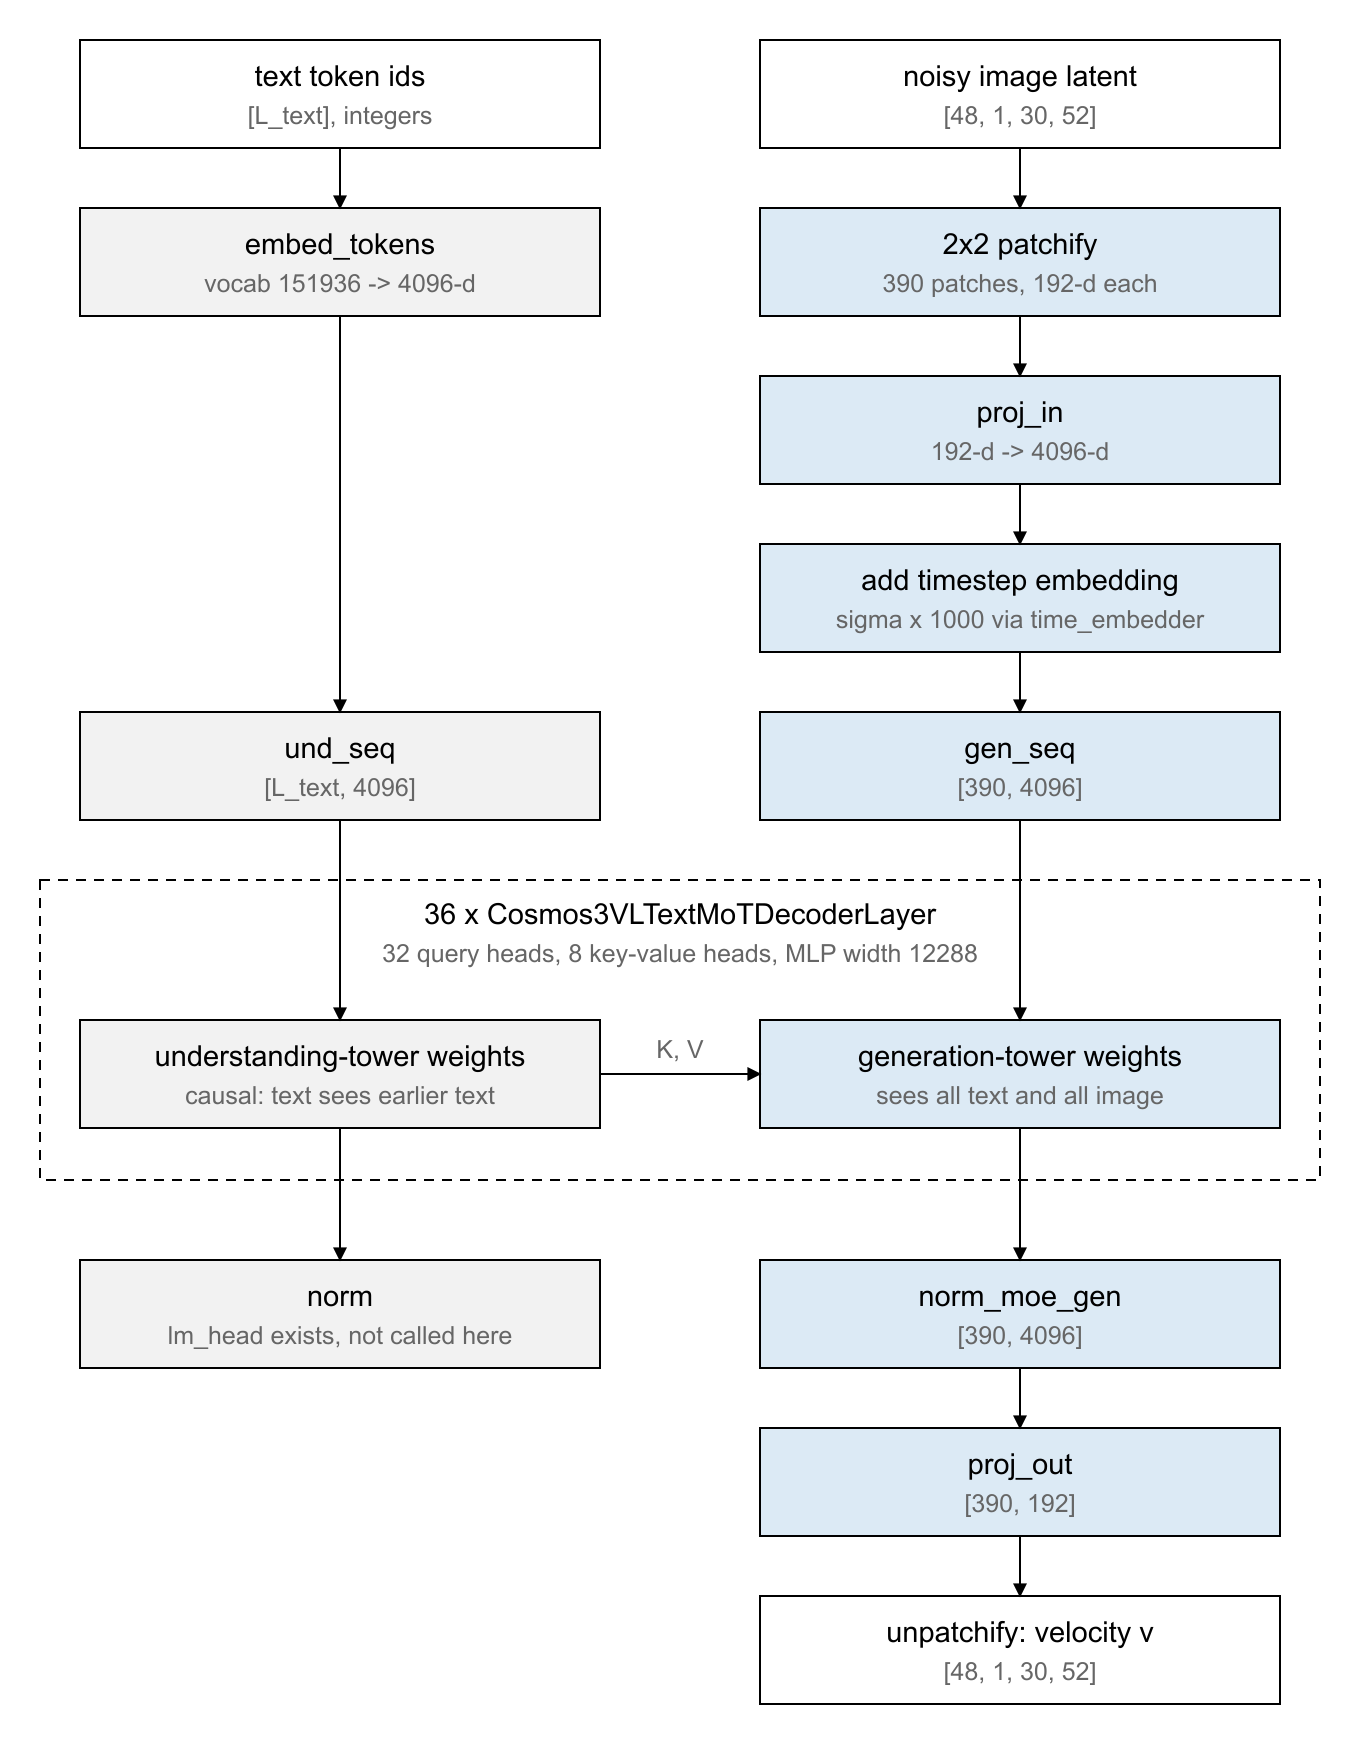 text token ids
[L_text], integers
noisy image latent
[48, 1, 30, 52]
embed_tokens
vocab 151936 -> 4096-d
2x2 patchify
390 patches, 192-d each
proj_in
192-d -> 4096-d
add timestep embedding
sigma x 1000 via time_embedder
und_seq
[L_text, 4096]
gen_seq
[390, 4096]
36 x Cosmos3VLTextMoTDecoderLayer
32 query heads, 8 key-value heads, MLP width 12288
understanding-tower weights
causal: text sees earlier text
K, V
generation-tower weights
sees all text and all image
norm
lm_head exists, not called here
norm_moe_gen
[390, 4096]
proj_out
[390, 192]
unpatchify: velocity v
[48, 1, 30, 52]